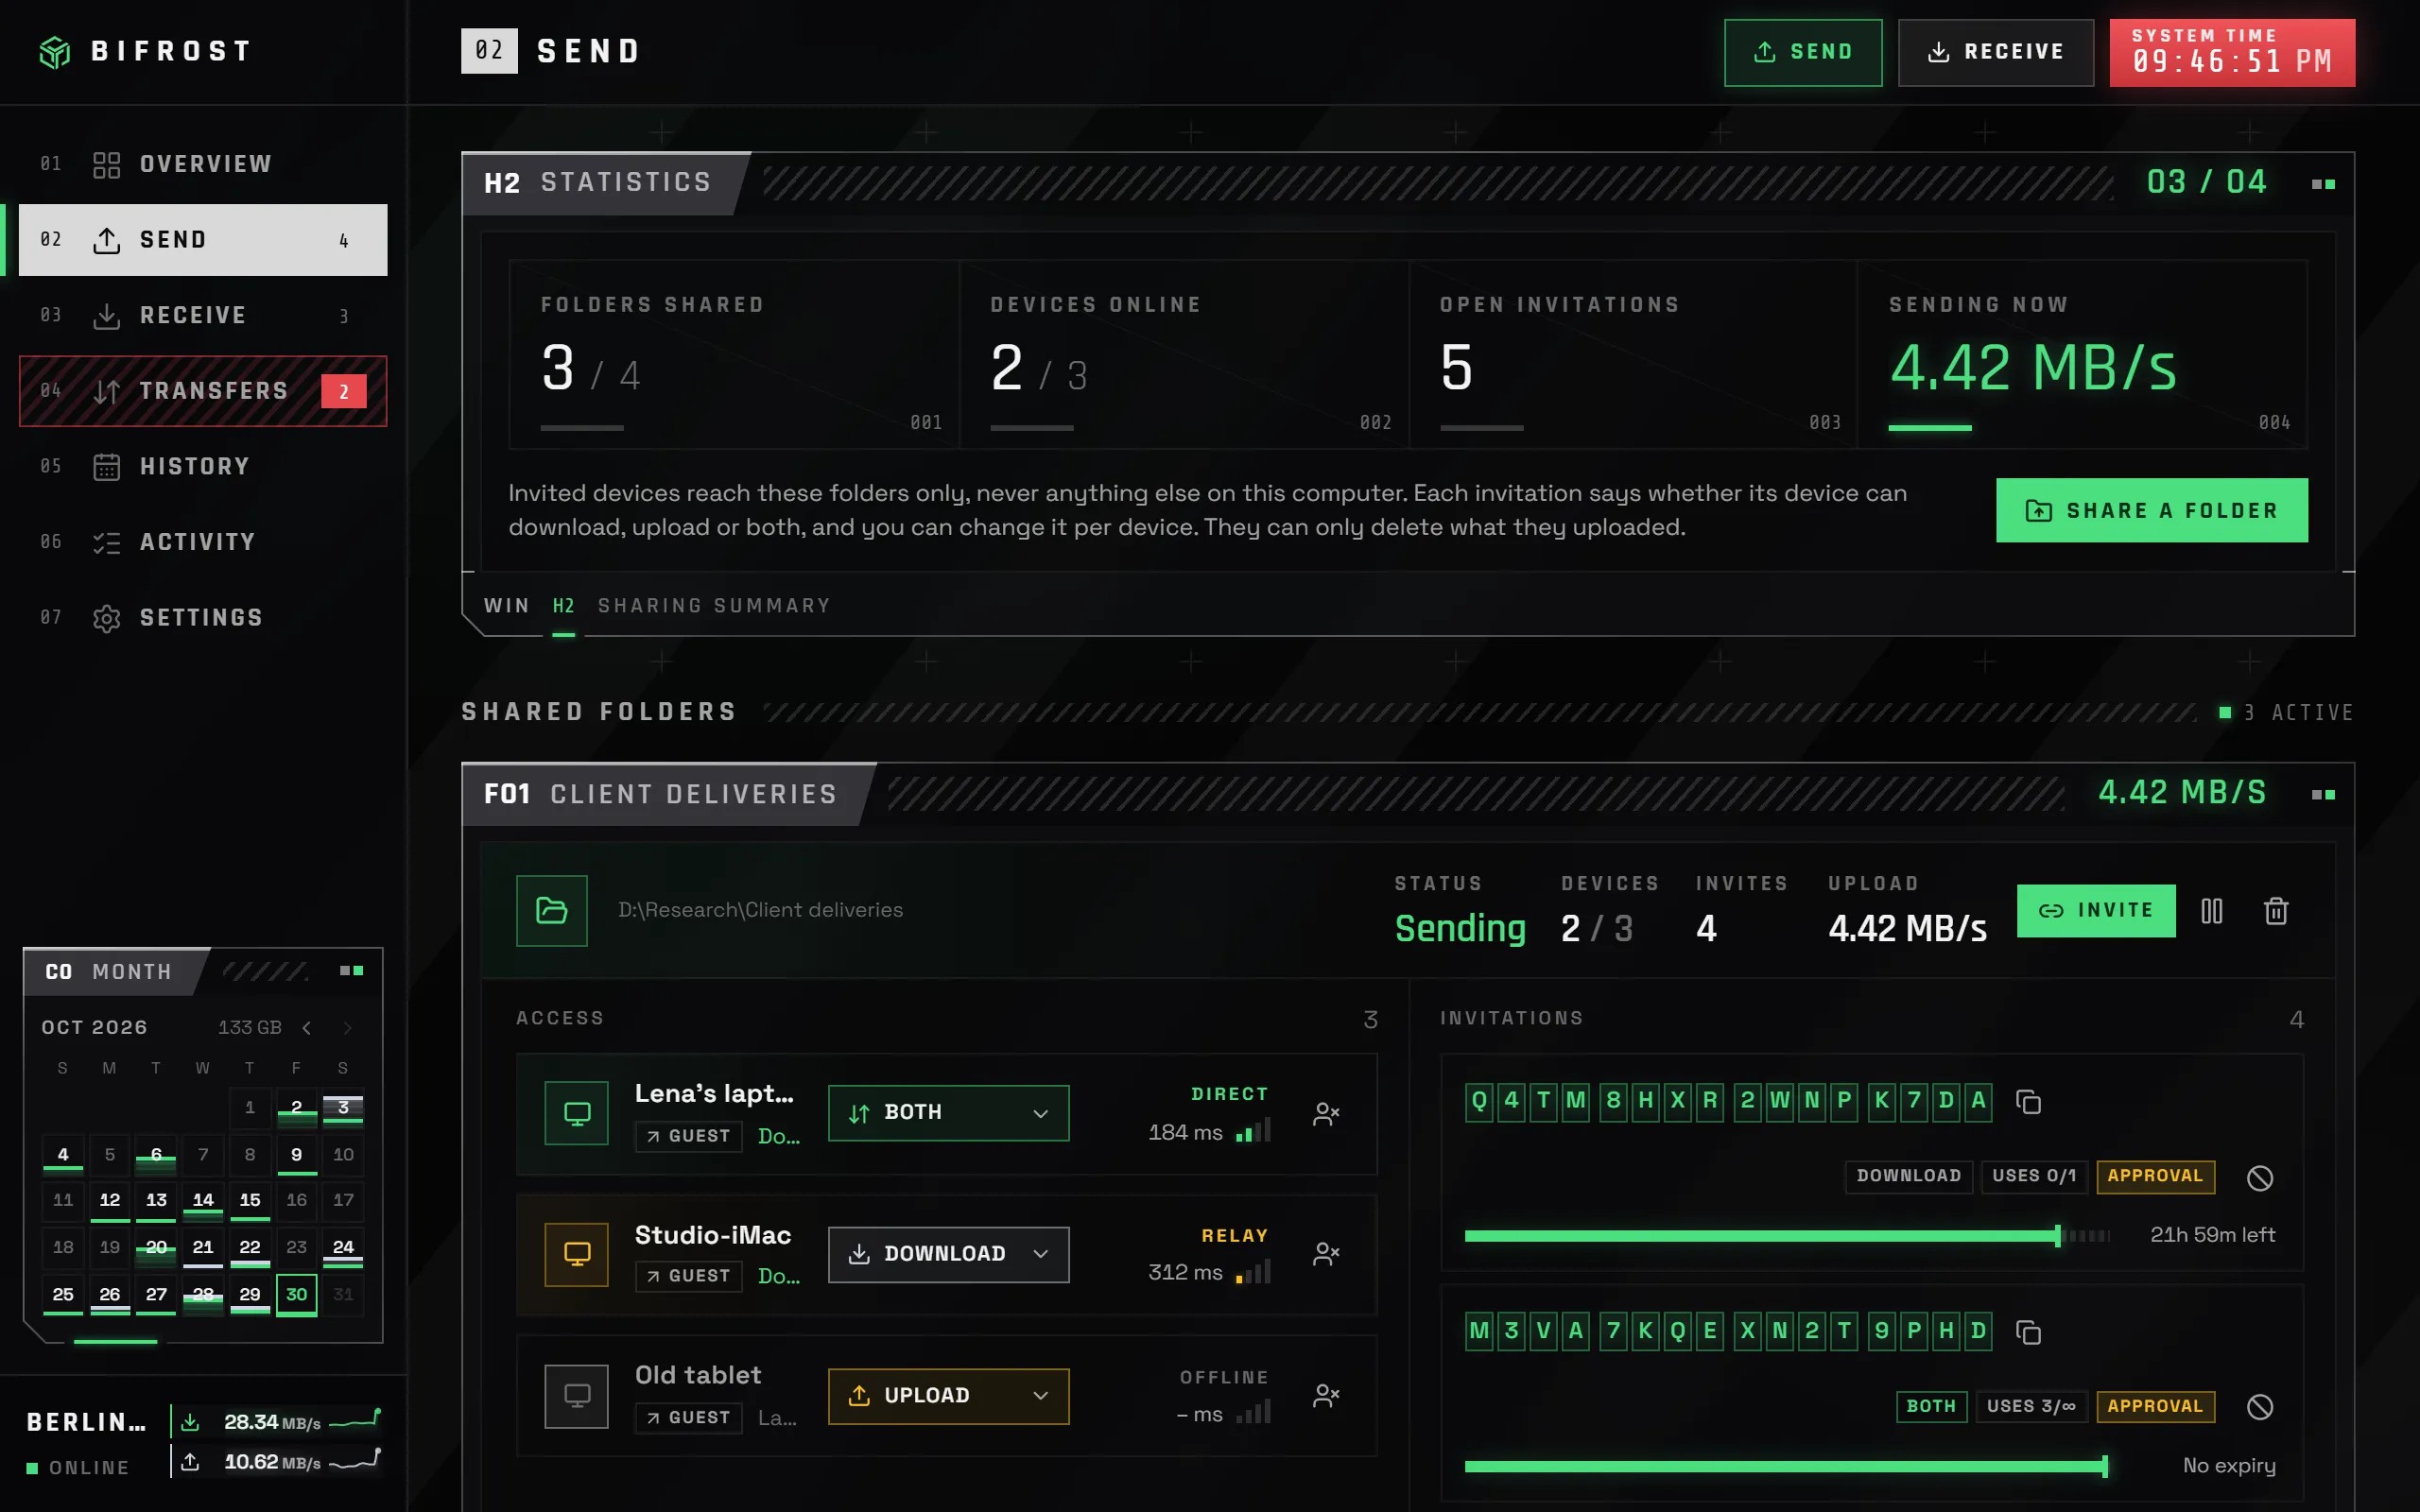 BIFROST
02 SEND
SEND
RECEIVE
SYSTEM TIME
09:46:51 PM
01 OVERVIEW
02 SEND 4
03 RECEIVE 3
04 TRANSFERS 2
05 HISTORY
06 ACTIVITY
07 SETTINGS
C0 MONTH
OCT 2026 133 GB
S M T W T F S
1 2 3
4 5 6 7 8 9 10
11 12 13 14 15 16 17
18 19 20 21 22 23 24
25 26 27 28 29 30 31
BERLIN...
ONLINE
28.34 MB/s
10.62 MB/s
H2 STATISTICS
03 / 04
FOLDERS SHARED
3 / 4
001
DEVICES ONLINE
2 / 3
002
OPEN INVITATIONS
5
003
SENDING NOW
4.42 MB/s
004
Invited devices reach these folders only, never anything else on this computer. Each invitation says whether its device can
download, upload or both, and you can change it per device. They can only delete what they uploaded.
SHARE A FOLDER
WIN H2 SHARING SUMMARY
SHARED FOLDERS
3 ACTIVE
F01 CLIENT DELIVERIES
4.42 MB/S
D:\Research\Client deliveries
STATUS
Sending
DEVICES
2 / 3
INVITES
4
UPLOAD
4.42 MB/s
INVITE
ACCESS 3
Lena's lapt...
GUEST Do...
BOTH
DIRECT
184 ms
Studio-iMac
GUEST Do...
DOWNLOAD
RELAY
312 ms
Old tablet
GUEST La...
UPLOAD
OFFLINE
– ms
INVITATIONS 4
Q4TM 8HXR 2WNP K7DA
DOWNLOAD USES 0/1 APPROVAL
21h 59m left
M3VA 7KQE XN2T 9PHD
BOTH USES 3/∞ APPROVAL
No expiry